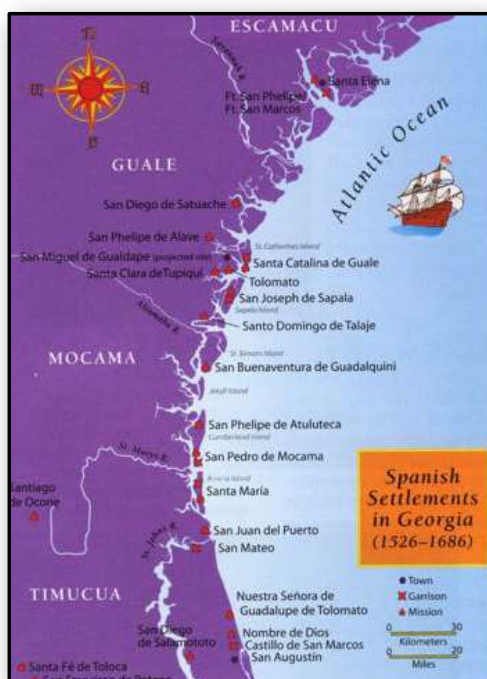 ESCAMACU
Savannah R.
Santa Elena
Ft. San Phelipe/
Ft. San Marcos
Atlantic Ocean
GUALE
San Diego de Satuache
San Phelipe de Alave
St. Catherines Island
San Miguel de Gualdape (projected site)
Santa Catalina de Guale
Santa Clara deTupiqui
Tolomato
San Joseph de Sapala
Sapelo Island
Altamaha R.
Santo Domingo de Talaje
MOCAMA
St. Simons Island
San Buenaventura de Guadalquini
Jekyll Island
San Phelipe de Atuluteca
Cumberland Island
St. Marys R.
San Pedro de Mocama
Amelia Island
Santa María
Santiago
de Ocone
Spanish
Settlements
in Georgia
(1526–1686)
San Juan del Puerto
St. Johns R.
San Mateo
Town
Garrison
Mission
TIMUCUA
Nuestra Señora de
Guadalupe de Tolomato
San Diego
de Salamototo
Nombre de Dios
Castillo de San Marcos
San Augustín
0 30
Kilometers
0 20
Miles
Santa Fé de Toloca